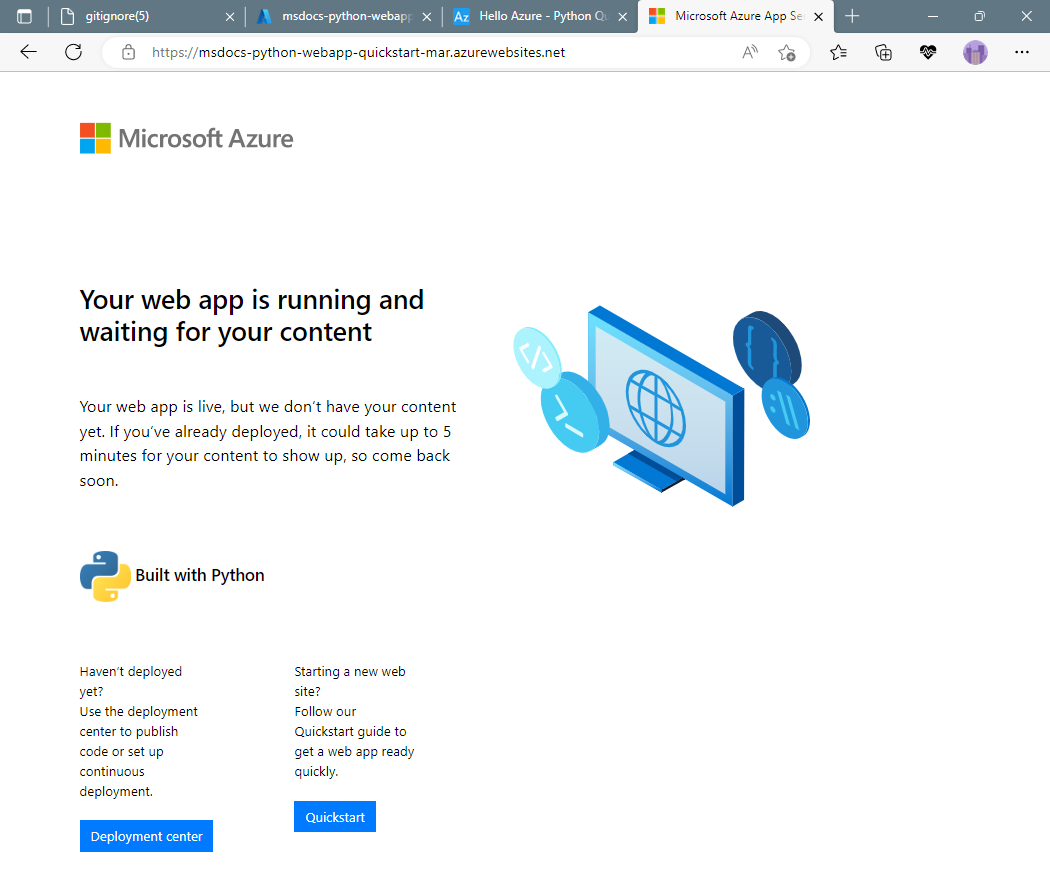 gitignore(5)
msdocs-python-webapp
Hello Azure - Python Qu
Microsoft Azure App Se
https://msdocs-python-webapp-quickstart-mar.azurewebsites.net
Microsoft Azure
Your web app is running and
waiting for your content
Your web app is live, but we don’t have your content
yet. If you’ve already deployed, it could take up to 5
minutes for your content to show up, so come back
soon.
Built with Python
Haven’t deployed
yet?
Use the deployment
center to publish
code or set up
continuous
deployment.
Deployment center
Starting a new web
site?
Follow our
Quickstart guide to
get a web app ready
quickly.
Quickstart